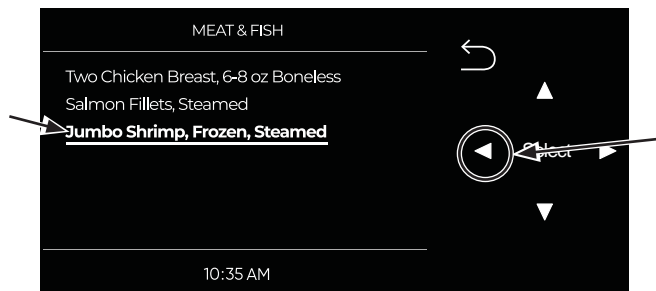 MEAT & FISH
Two Chicken Breast, 6-8 oz Boneless
Salmon Fillets, Steamed
Jumbo Shrimp, Frozen, Steamed
Select
10:35 AM